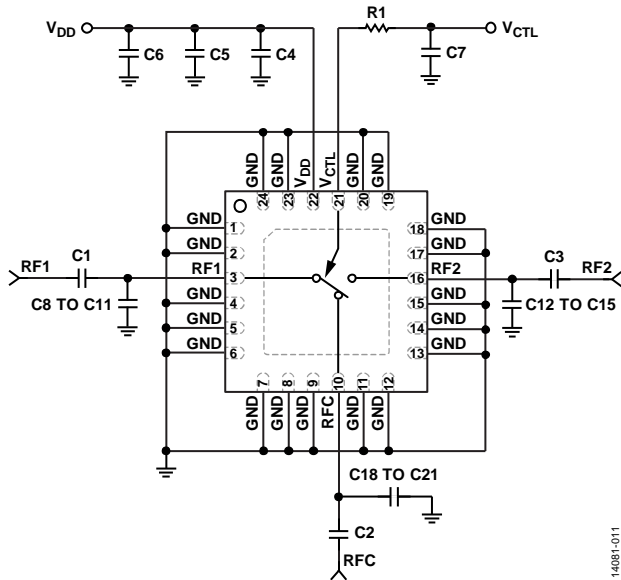 VDD
R1
VCTL
C6
C5
C4
C7
GND
GND
VDD
VCTL
GND
GND
24
23
22
21
20
19
GND
1
18
GND
GND
2
17
GND
RF1
C1
RF1
3
16
RF2
C3
RF2
C8 TO C11
GND
4
15
GND
C12 TO C15
GND
5
14
GND
GND
6
13
GND
7
8
9
10
11
12
GND
GND
GND
RFC
GND
GND
C18 TO C21
C2
RFC
14081-011